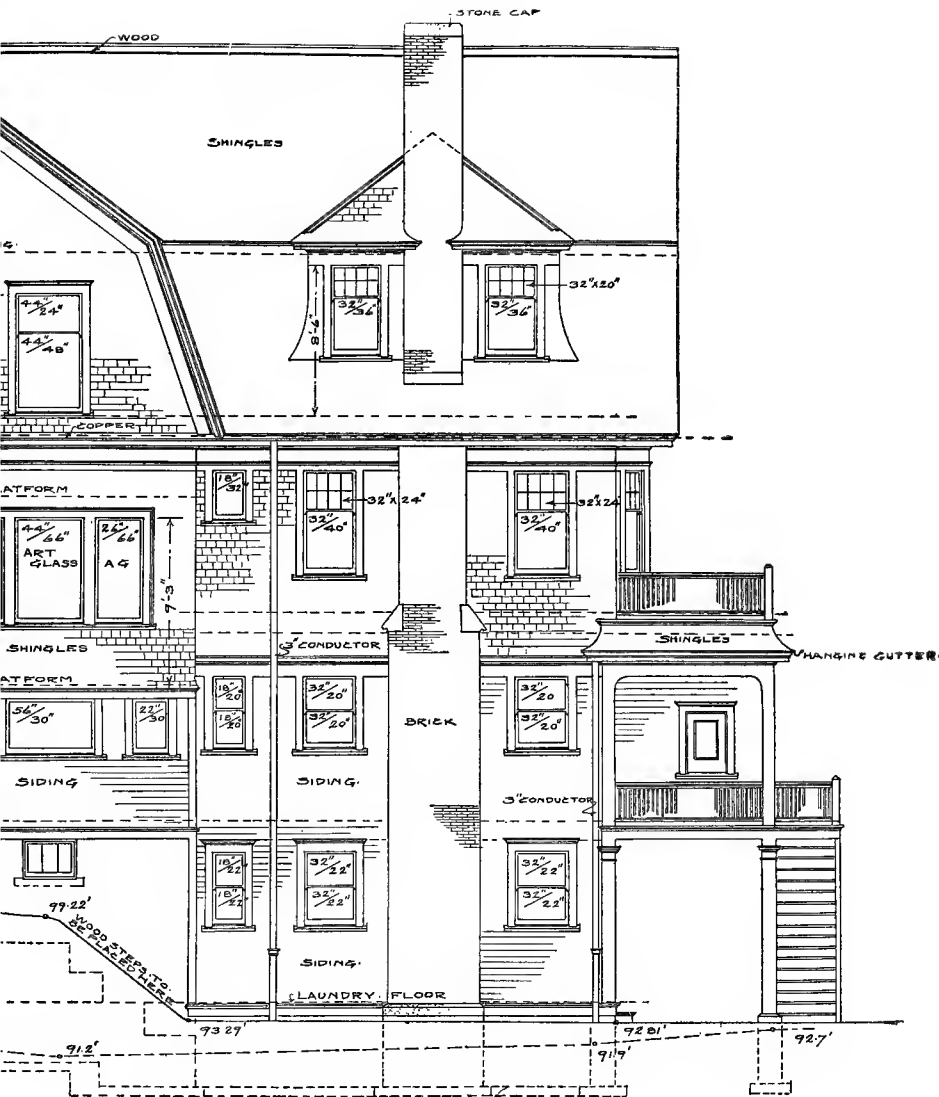 STONE CAP
WOOD
SHINGLES
G.
44"/24"
44"/48"
32"/36"
32"/36"
32"x20"
8'-6"
COPPER
ATFORM
18"/32"
32"x24"
32"/40"
32"x24
32"/40"
44"/66"
ART
GLASS
26"/66"
AG
9'-3"
SHINGLES
3" CONDUCTOR
SHINGLES
HANGING GUTTER
ATFORM
56"/30"
22"/30
18"/20"
18"/20"
32"/20"
32"/20"
BRICK
32"/20
32"/20"
SIDING
SIDING.
3" CONDUCTOR
18"/22"
18"/22"
32"/22"
32"/22"
32"/22"
32"/22"
99.22'
WOOD STEPS TO
BE PLACED HERE
SIDING.
LAUNDRY FLOOR
93.29'
92.81'
92.7'
91.2'
91.9'